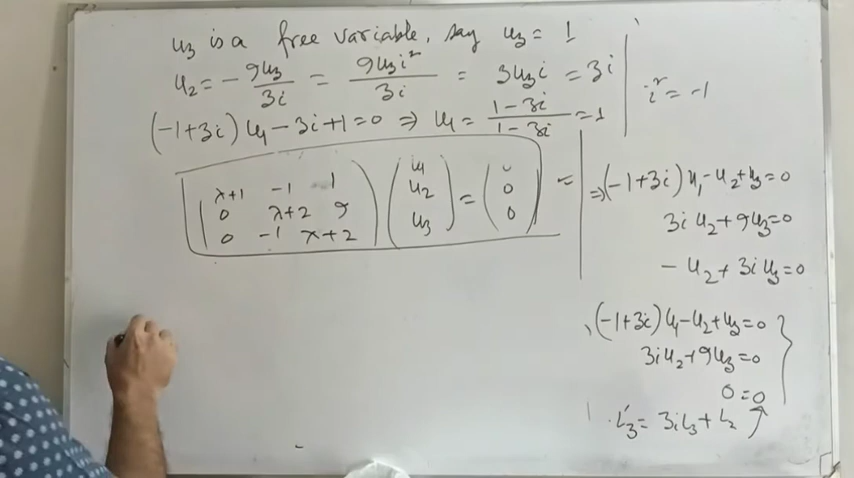 u₃ is a free variable, say u₃ = 1
u₂ = - 9u₃/3i = 9u₃i²/3i = 3u₃i = 3i
i² = -1
(-1+3i) u₁ - 3i + 1 = 0 ⇒ u₁ = 1-3i/1-3i = 1
λ+1 -1 1 u₁ 0
0 λ+2 9 u₂ = 0
0 -1 λ+2 u₃ 0
⇒ (-1+3i) u₁ - u₂ + u₃ = 0
3i u₂ + 9u₃ = 0
- u₂ + 3i u₃ = 0
(-1+3i) u₁ - u₂ + u₃ = 0
3i u₂ + 9u₃ = 0
0 = 0
L₃' = 3i L₃ + L₂